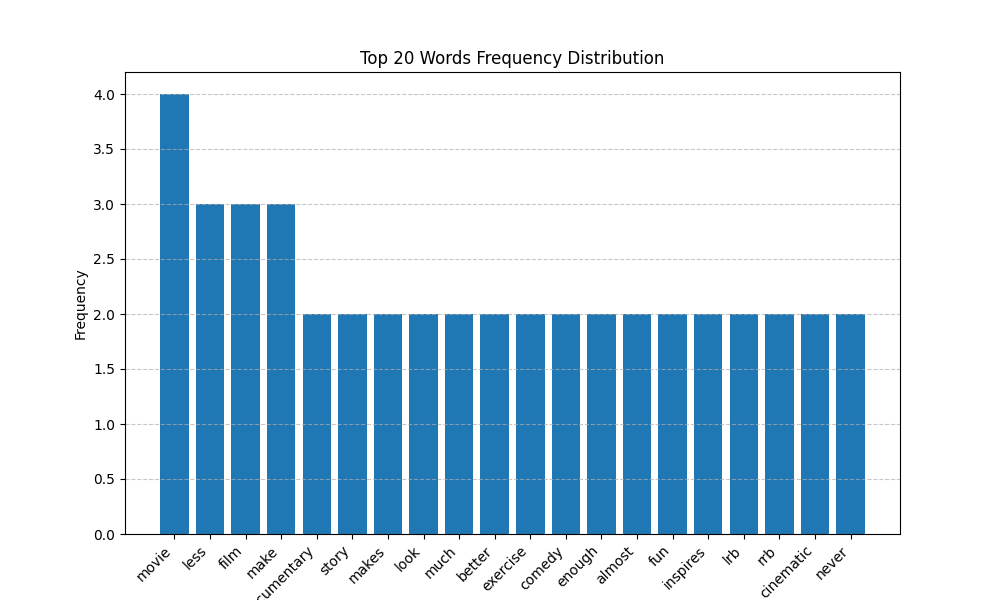 Top 20 Words Frequency Distribution
4.0
3.5
3.0
2.5
2.0
1.5
1.0
0.5
0.0
Frequency
movie
less
film
make
cumentary
story
makes
look
much
better
exercise
comedy
enough
almost
fun
inspires
lrb
rrb
cinematic
never